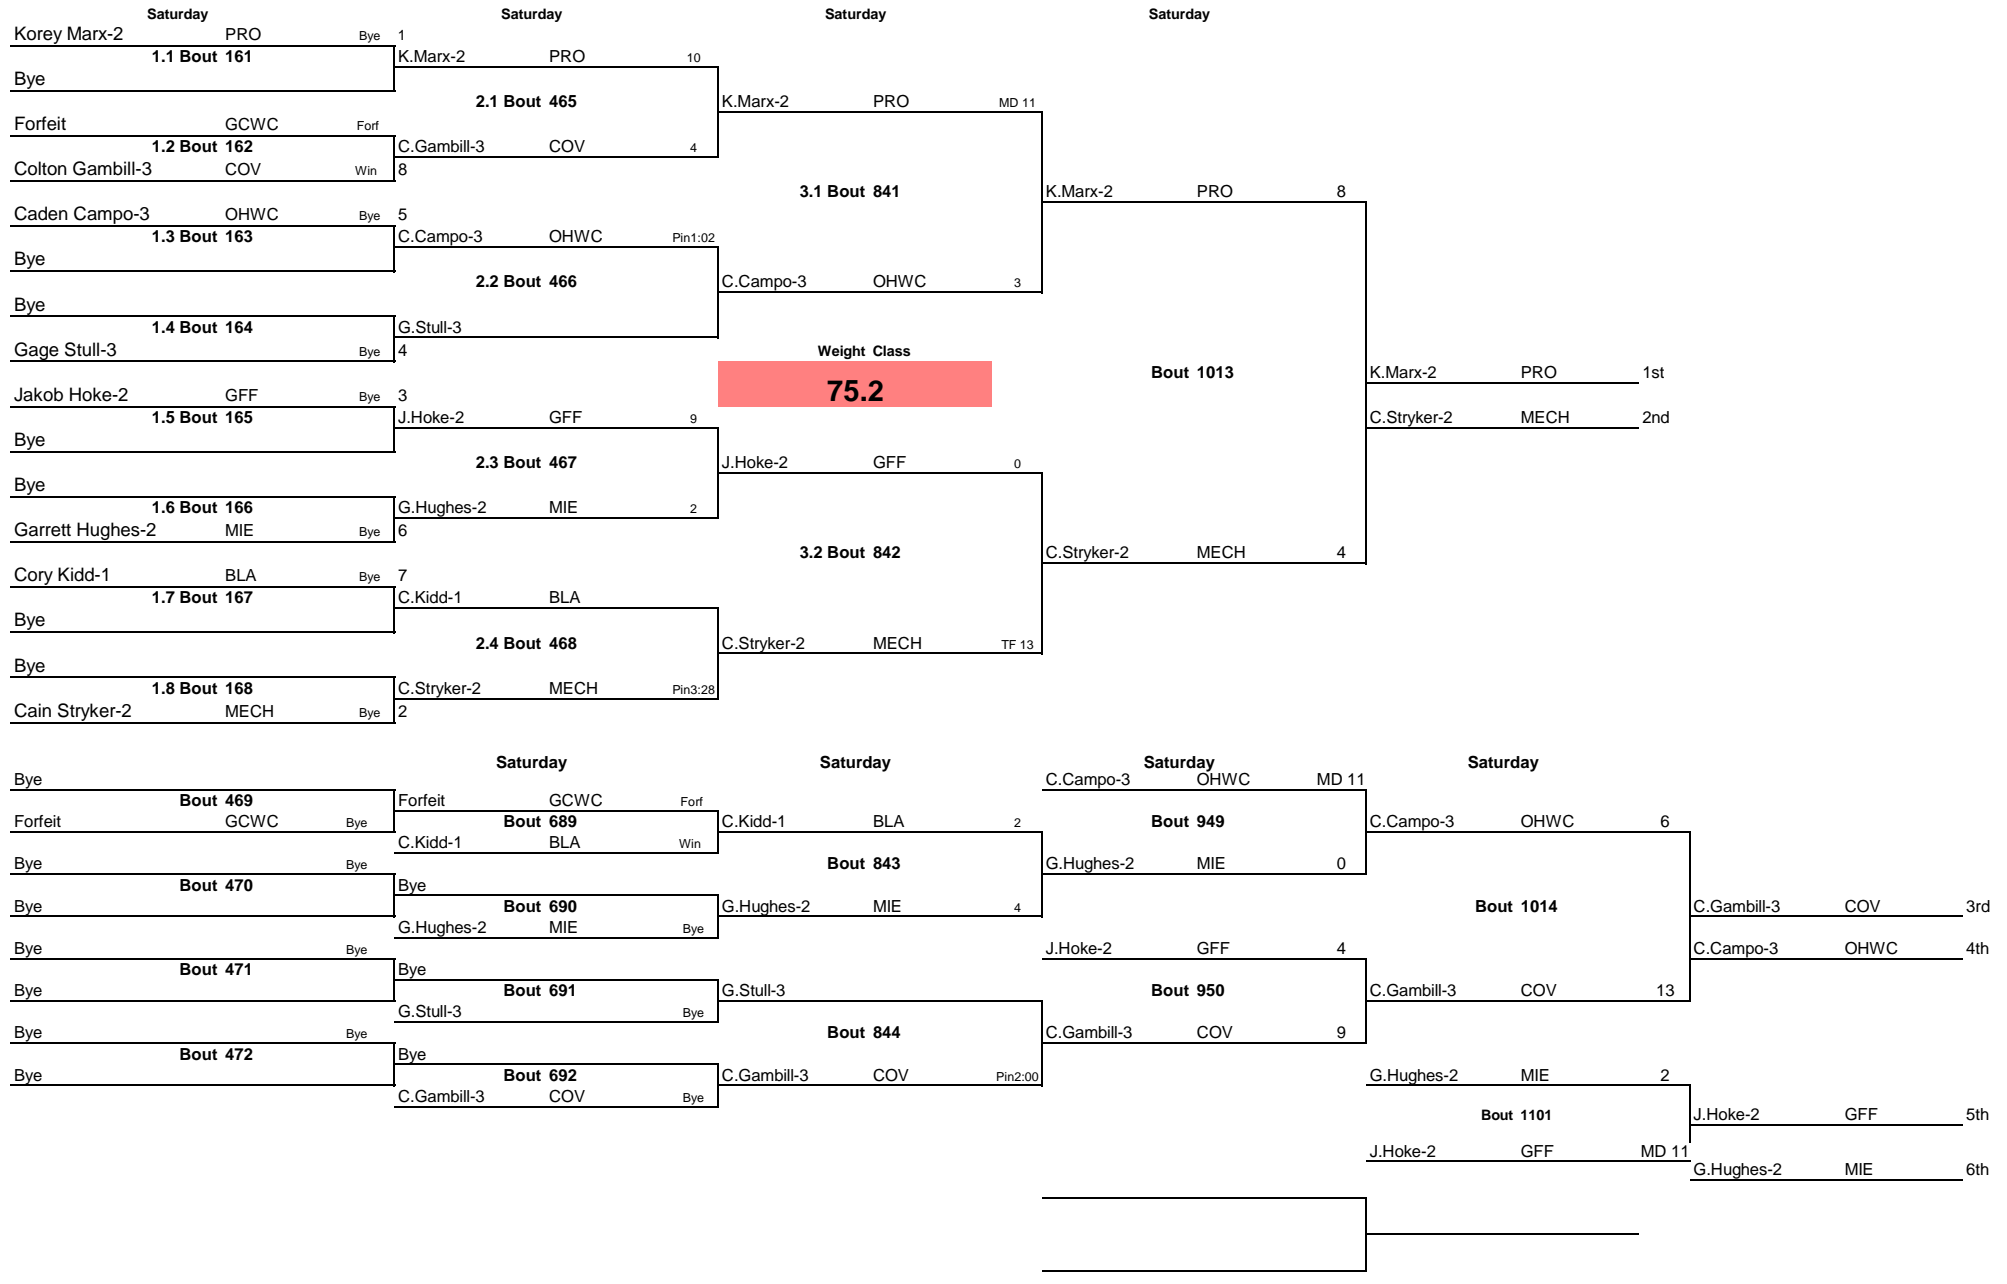 Saturday Saturday Saturday Saturday
Korey Marx-2 PRO Bye 1
1.1 Bout 161 K.Marx-2 PRO 10
Bye
2.1 Bout 465 K.Marx-2 PRO MD 11
Forfeit GCWC Forf
1.2 Bout 162 C.Gambill-3 COV 4
Colton Gambill-3 COV Win 8
3.1 Bout 841 K.Marx-2 PRO 8
Caden Campo-3 OHWC Bye 5
1.3 Bout 163 C.Campo-3 OHWC Pin1:02
Bye
2.2 Bout 466 C.Campo-3 OHWC 3
Bye
1.4 Bout 164 G.Stull-3
Gage Stull-3 Bye 4 Weight Class
Bout 1013 K.Marx-2 PRO 1st
75.2
Jakob Hoke-2 GFF Bye 3
1.5 Bout 165 J.Hoke-2 GFF 9 C.Stryker-2 MECH 2nd
Bye
2.3 Bout 467 J.Hoke-2 GFF 0
Bye
1.6 Bout 166 G.Hughes-2 MIE 2
Garrett Hughes-2 MIE Bye 6
3.2 Bout 842 C.Stryker-2 MECH 4
Cory Kidd-1 BLA Bye 7
1.7 Bout 167 C.Kidd-1 BLA
Bye
2.4 Bout 468 C.Stryker-2 MECH TF 13
Bye
1.8 Bout 168 C.Stryker-2 MECH Pin3:28
Cain Stryker-2 MECH Bye 2
Saturday Saturday Saturday Saturday
Bye C.Campo-3 OHWC MD 11
Bout 469 Forfeit GCWC Forf
Forfeit GCWC Bye Bout 689 C.Kidd-1 BLA 2 Bout 949 C.Campo-3 OHWC 6
C.Kidd-1 BLA Win
Bye Bye Bout 843 G.Hughes-2 MIE 0
Bout 470 Bye
Bye Bout 690 G.Hughes-2 MIE 4 Bout 1014 C.Gambill-3 COV 3rd
G.Hughes-2 MIE Bye
Bye Bye J.Hoke-2 GFF 4 C.Campo-3 OHWC 4th
Bout 471 Bye
Bye Bout 691 G.Stull-3 Bout 950 C.Gambill-3 COV 13
G.Stull-3 Bye
Bye Bye Bout 844 C.Gambill-3 COV 9
Bout 472 Bye
Bye Bout 692 C.Gambill-3 COV Pin2:00 G.Hughes-2 MIE 2
C.Gambill-3 COV Bye
Bout 1101 J.Hoke-2 GFF 5th
J.Hoke-2 GFF MD 11
G.Hughes-2 MIE 6th